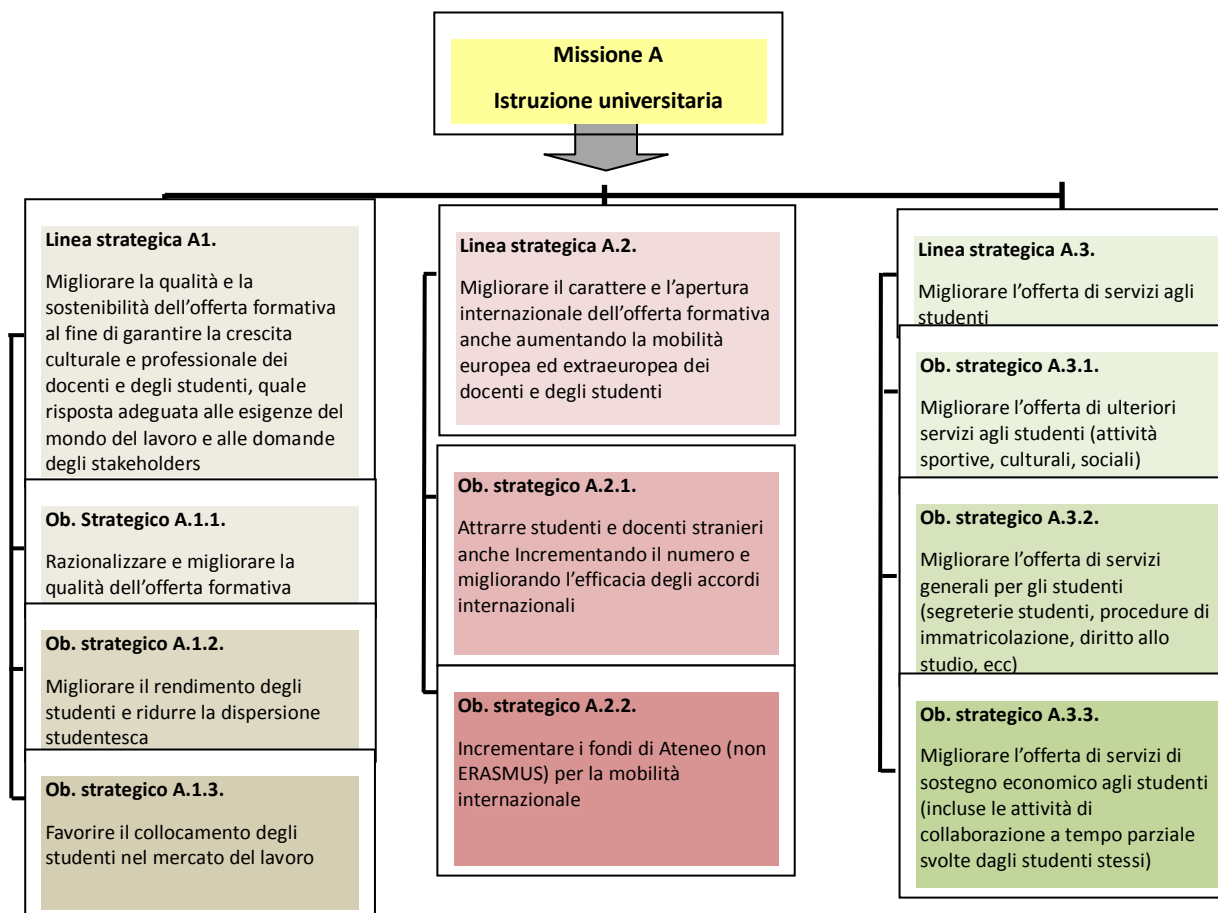 Missione A
Istruzione universitaria
Linea strategica A1.
Migliorare la qualità e la
sostenibilità dell'offerta formativa
al fine di garantire la crescita
culturale e professionale dei
docenti e degli studenti, quale
risposta adeguata alle esigenze del
mondo del lavoro e alle domande
degli stakeholders
Ob. Strategico A.1.1.
Razionalizzare e migliorare la
qualità dell'offerta formativa
Ob. strategico A.1.2.
Migliorare il rendimento degli
studenti e ridurre la dispersione
studentesca
Ob. strategico A.1.3.
Favorire il collocamento degli
studenti nel mercato del lavoro
Linea strategica A.2.
Migliorare il carattere e l'apertura
internazionale dell'offerta formativa
anche aumentando la mobilità
europea ed extraeuropea dei
docenti e degli studenti
Ob. strategico A.2.1.
Attrarre studenti e docenti stranieri
anche Incrementando il numero e
migliorando l'efficacia degli accordi
internazionali
Ob. strategico A.2.2.
Incrementare i fondi di Ateneo (non
ERASMUS) per la mobilità
internazionale
Linea strategica A.3.
Migliorare l'offerta di servizi agli
studenti
Ob. strategico A.3.1.
Migliorare l'offerta di ulteriori
servizi agli studenti (attività
sportive, culturali, sociali)
Ob. strategico A.3.2.
Migliorare l'offerta di servizi
generali per gli studenti
(segreterie studenti, procedure di
immatricolazione, diritto allo
studio, ecc)
Ob. strategico A.3.3.
Migliorare l'offerta di servizi di
sostegno economico agli studenti
(incluse le attività di
collaborazione a tempo parziale
svolte dagli studenti stessi)